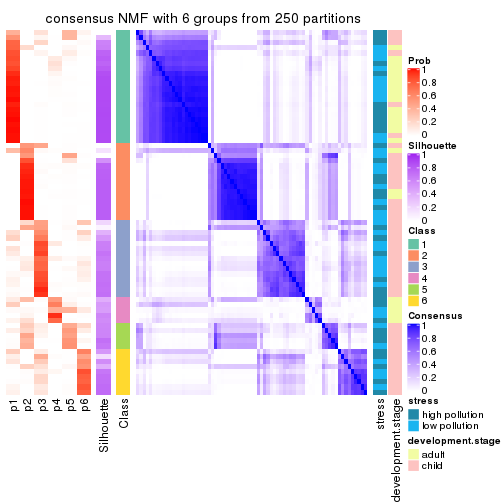 consensus NMF with 6 groups from 250 partitions
p1
p2
p3
p4
p5
p6
Silhouette
Class
stress
development.stage
Prob
1
0.8
0.6
0.4
0.2
0
Silhouette
1
0.8
0.6
0.4
0.2
0
Class
1
2
3
4
5
6
Consensus
1
0.8
0.6
0.4
0.2
0
stress
high pollution
low pollution
development.stage
adult
child